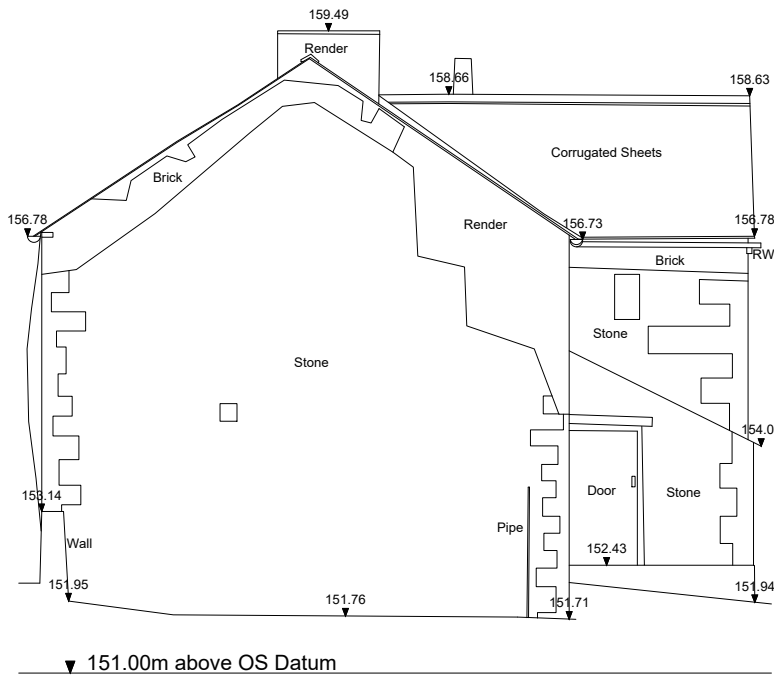 159.49
Render
158.66
158.63
Corrugated Sheets
Brick
156.78
Render
156.73
156.78
RW
Brick
Stone
Stone
154.0
Door
Stone
153.14
Pipe
Wall
152.43
151.95
151.76
151.71
151.94
151.00m above OS Datum